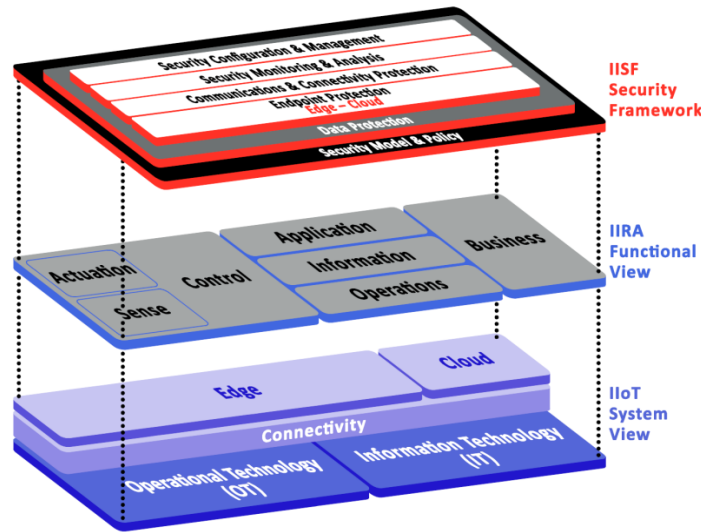 Security Configuration & Management
Security Monitoring & Analysis
Communications & Connectivity Protection
Endpoint Protection
Edge – Cloud
Data Protection
Security Model & Policy
IISF
Security
Framework
Actuation
Sense
Control
Application
Information
Operations
Business
IIRA
Functional
View
Edge
Cloud
Connectivity
Operational Technology
(OT)
Information Technology
(IT)
IIoT
System
View